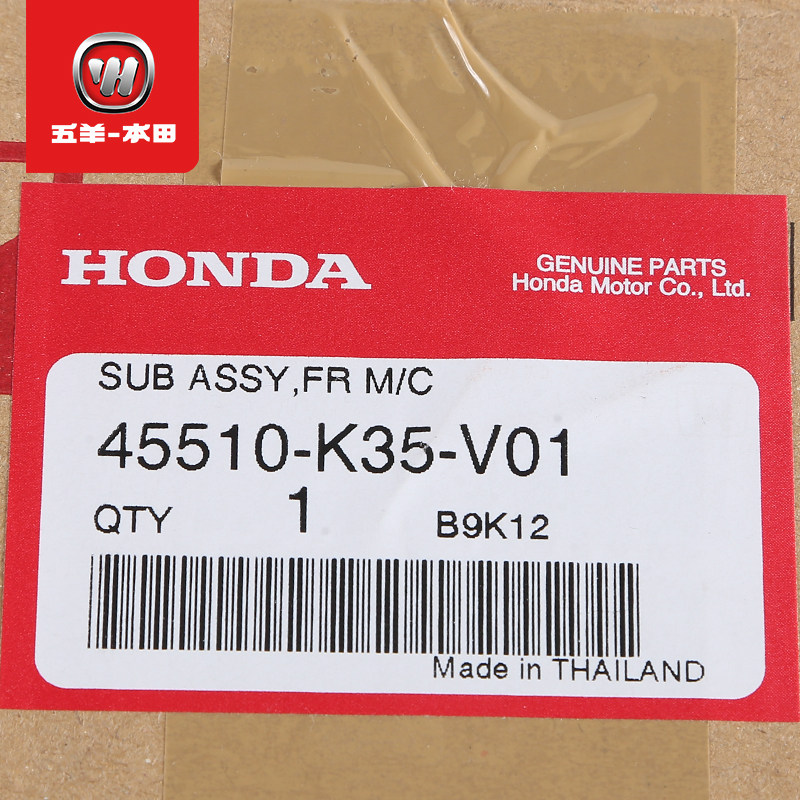 五羊-本田
HONDA
GENUINE PARTS
Honda Motor Co., Ltd.
SUB ASSY,FR M/C
45510-K35-V01
QTY 1 B9K12
Made in THAILAND